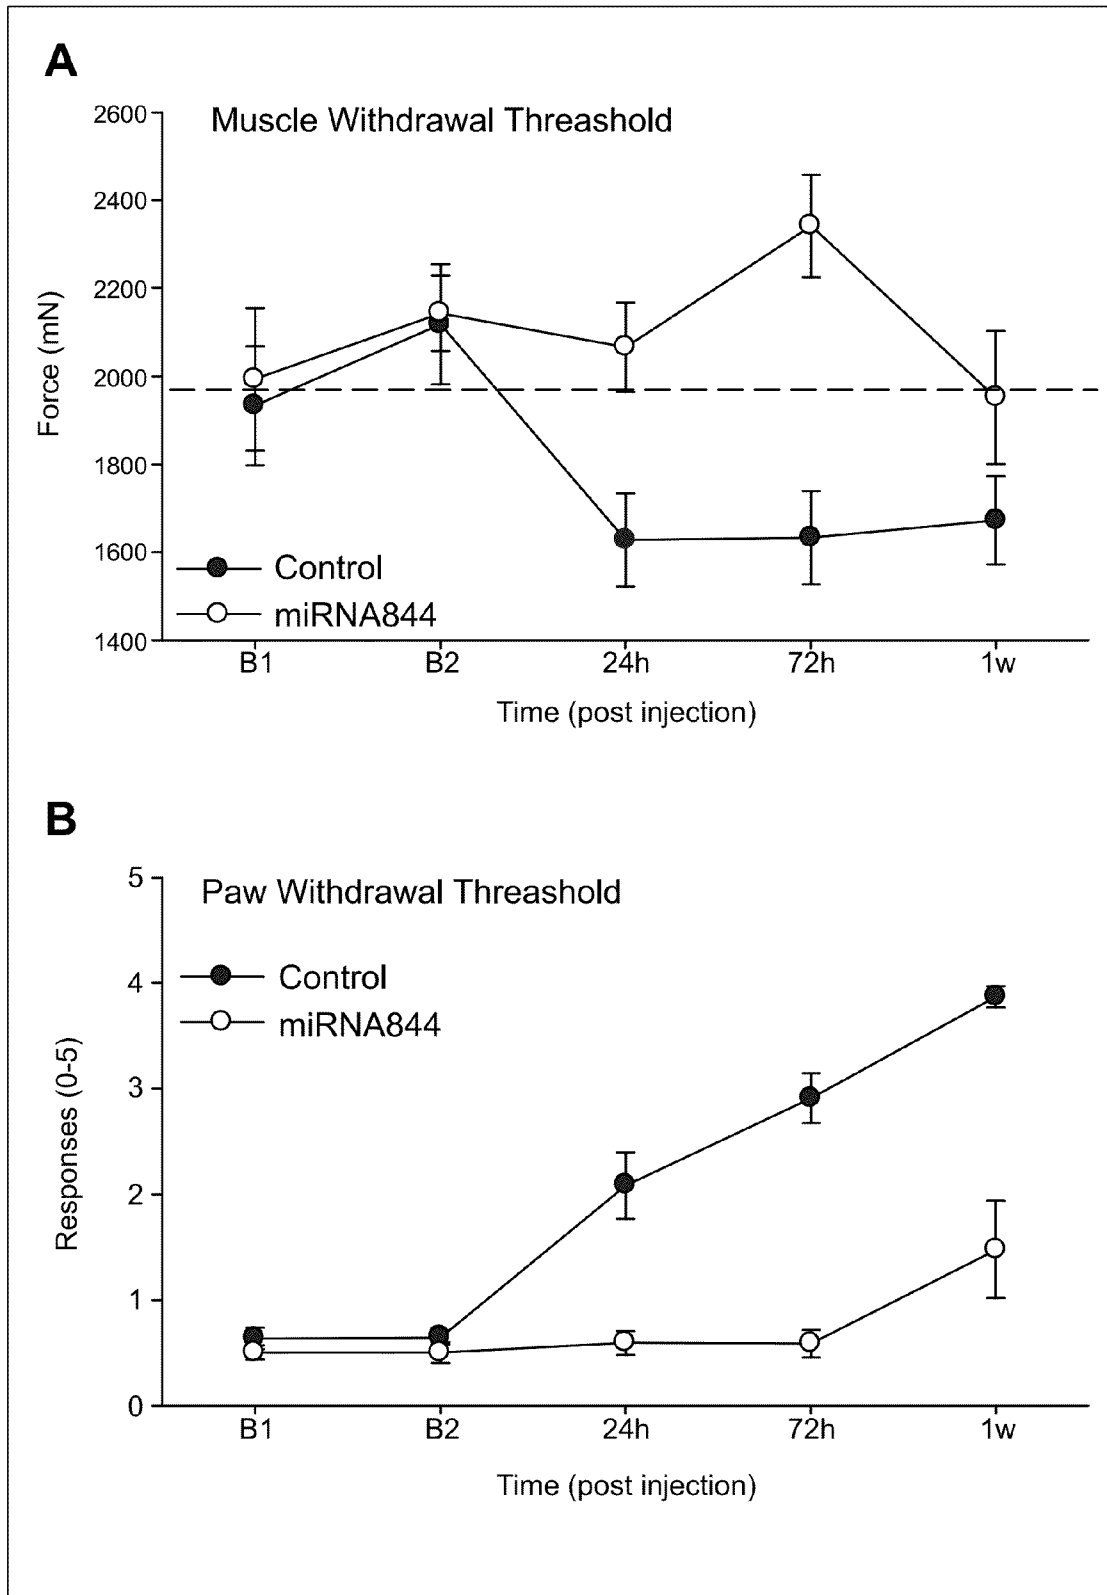 A
Muscle Withdrawal Threashold
2600
2400
2200
2000
1800
1600
1400
Force (mN)
Control
miRNA844
B1 B2 24h 72h 1w
Time (post injection)
B
Paw Withdrawal Threashold
5
4
3
2
1
0
Responses (0-5)
Control
miRNA844
B1 B2 24h 72h 1w
Time (post injection)